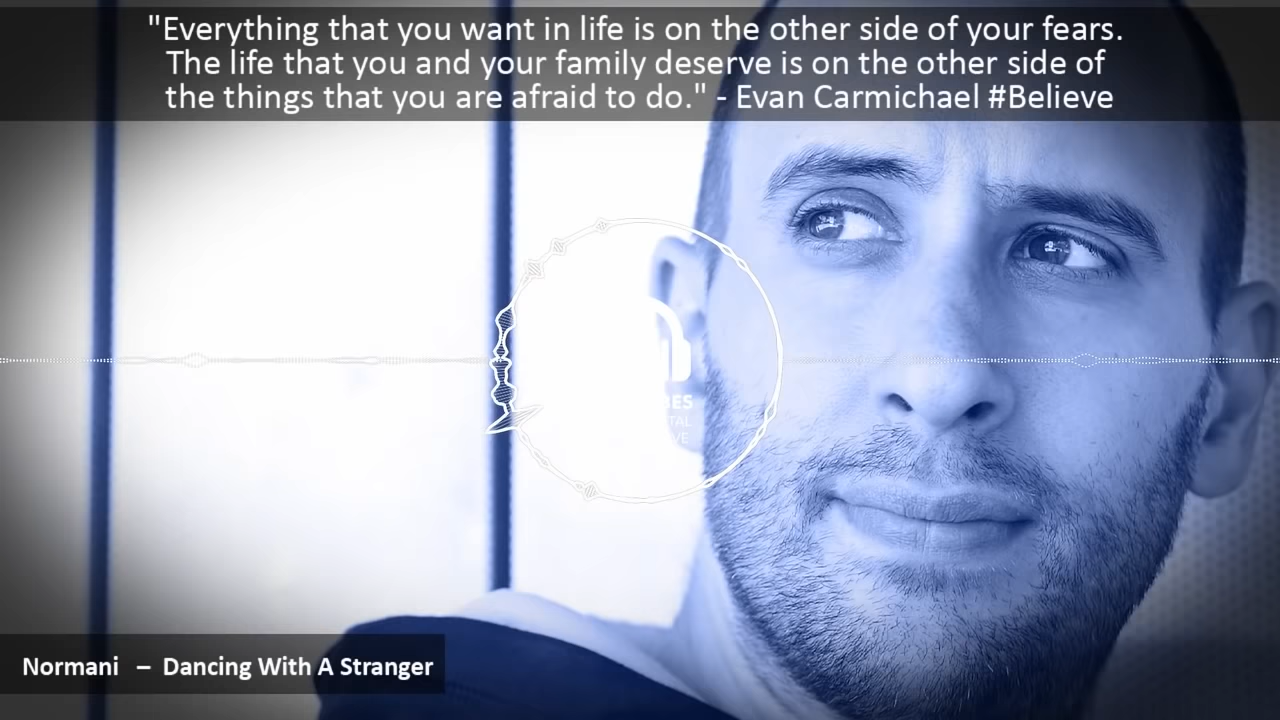 "Everything that you want in life is on the other side of your fears.
The life that you and your family deserve is on the other side of
the things that you are afraid to do." - Evan Carmichael #Believe
Normani – Dancing With A Stranger